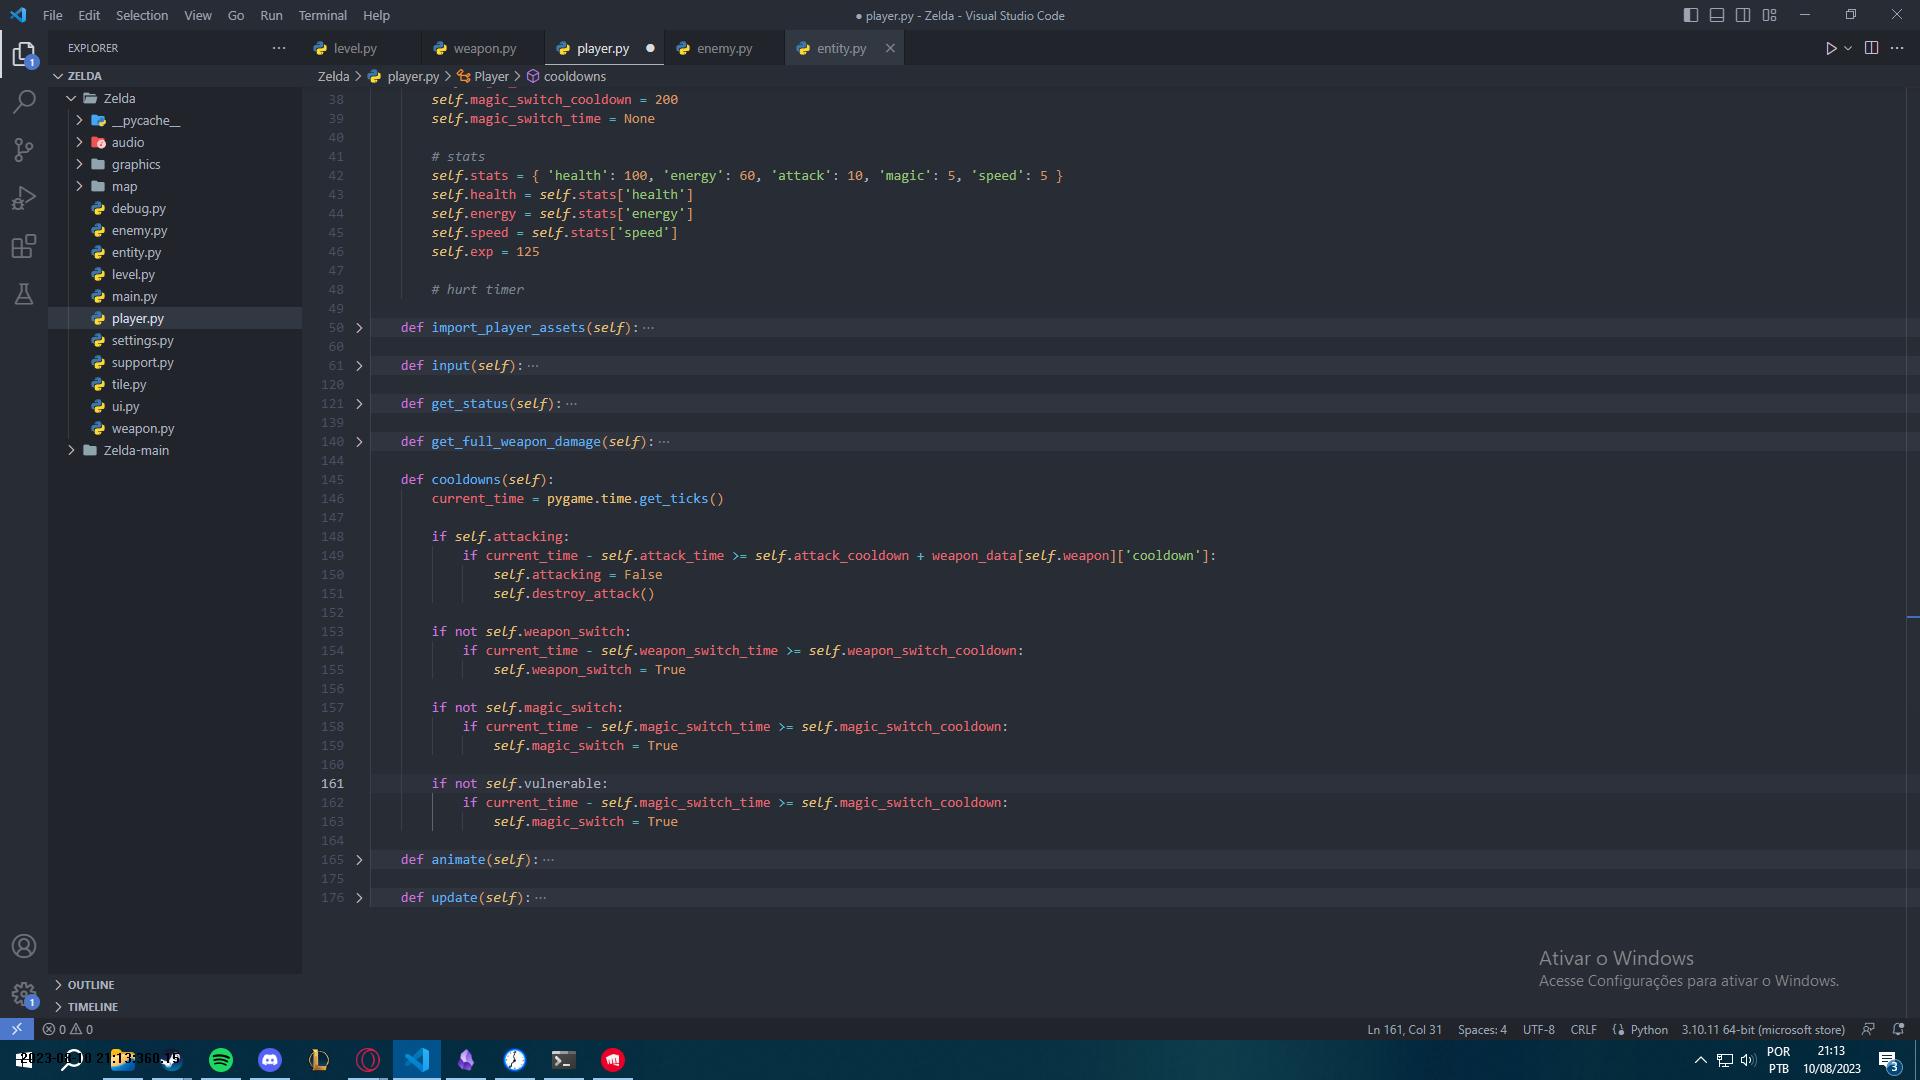 File Edit Selection View Go Run Terminal Help
● player.py - Zelda - Visual Studio Code
EXPLORER
level.py
weapon.py
player.py
enemy.py
entity.py
ZELDA
Zelda > player.py > Player > cooldowns
Zelda
__pycache__
audio
graphics
map
debug.py
enemy.py
entity.py
level.py
main.py
player.py
settings.py
support.py
tile.py
ui.py
weapon.py
Zelda-main
OUTLINE
TIMELINE
38 self.magic_switch_cooldown = 200
39 self.magic_switch_time = None
40
41 # stats
42 self.stats = { 'health': 100, 'energy': 60, 'attack': 10, 'magic': 5, 'speed': 5 }
43 self.health = self.stats['health']
44 self.energy = self.stats['energy']
45 self.speed = self.stats['speed']
46 self.exp = 125
47
48 # hurt timer
49
50 def import_player_assets(self): ···
60
61 def input(self): ···
120
121 def get_status(self): ···
139
140 def get_full_weapon_damage(self): ···
144
145 def cooldowns(self):
146 current_time = pygame.time.get_ticks()
147
148 if self.attacking:
149 if current_time - self.attack_time >= self.attack_cooldown + weapon_data[self.weapon]['cooldown']:
150 self.attacking = False
151 self.destroy_attack()
152
153 if not self.weapon_switch:
154 if current_time - self.weapon_switch_time >= self.weapon_switch_cooldown:
155 self.weapon_switch = True
156
157 if not self.magic_switch:
158 if current_time - self.magic_switch_time >= self.magic_switch_cooldown:
159 self.magic_switch = True
160
161 if not self.vulnerable:
162 if current_time - self.magic_switch_time >= self.magic_switch_cooldown:
163 self.magic_switch = True
164
165 def animate(self): ···
175
176 def update(self): ···
Ativar o Windows
Acesse Configurações para ativar o Windows.
1
1
0 0
Ln 161, Col 31 Spaces: 4 UTF-8 CRLF Python 3.10.11 64-bit (microsoft store)
POR
PTB
21:13
10/08/2023
3